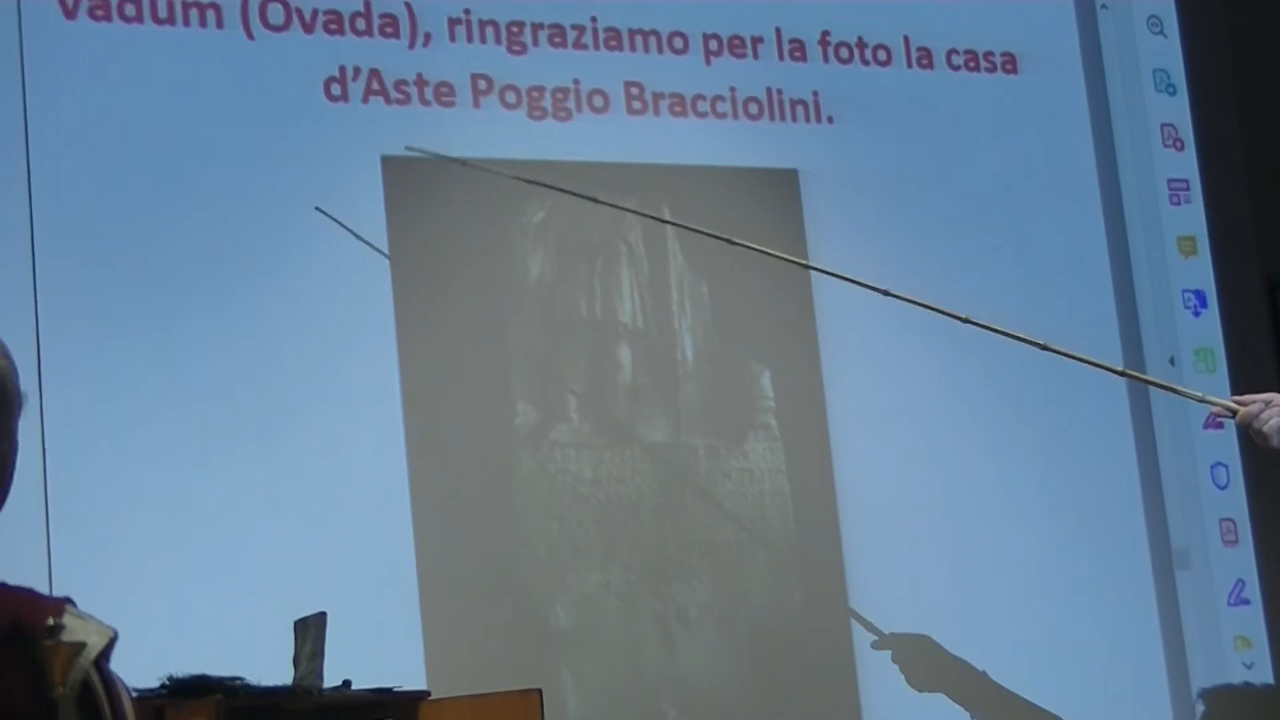 Vadum (Ovada), ringraziamo per la foto la casa
d'Aste Poggio Bracciolini.